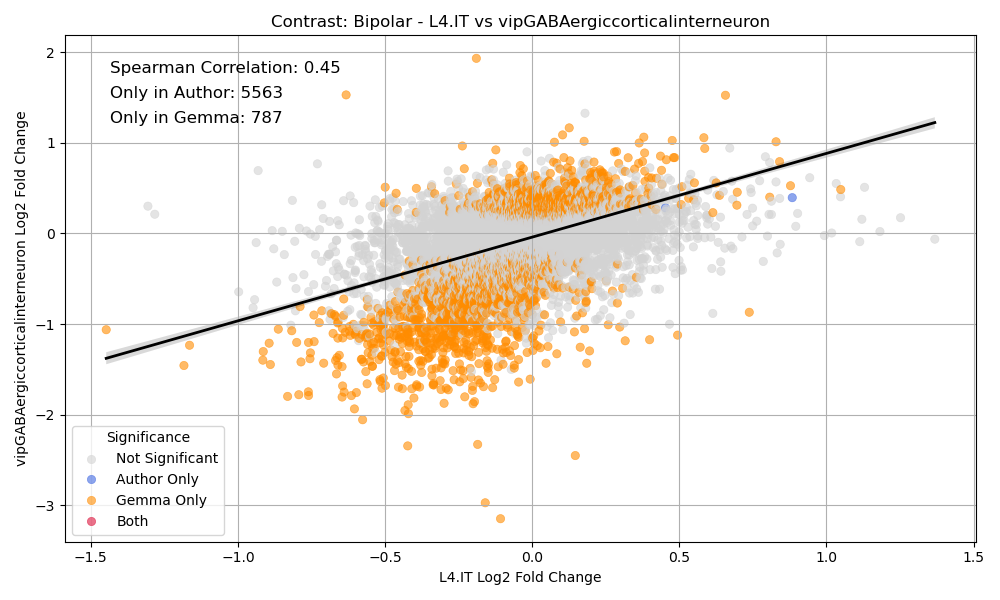 Contrast: Bipolar - L4.IT vs vipGABAergiccorticalinterneuron
Spearman Correlation: 0.45
Only in Author: 5563
Only in Gemma: 787
vipGABAergiccorticalinterneuron Log2 Fold Change
2
1
0
−1
−2
−3
Significance
Not Significant
Author Only
Gemma Only
Both
−1.5 −1.0 −0.5 0.0 0.5 1.0 1.5
L4.IT Log2 Fold Change